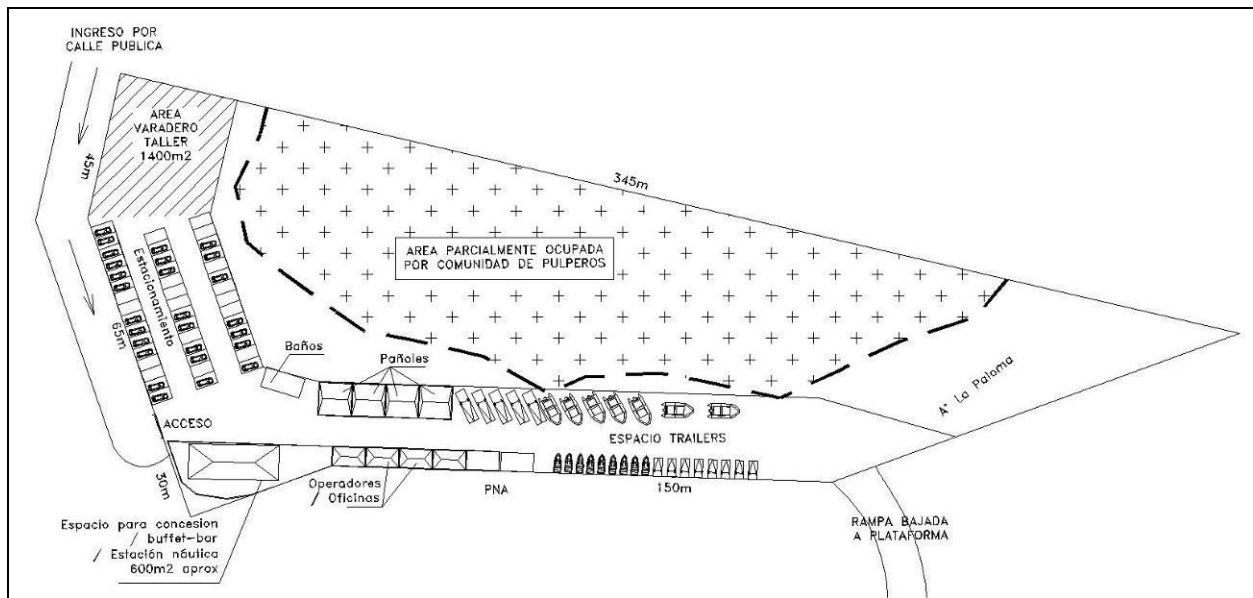 INGRESO POR
CALLE PUBLICA
AREA
VARADERO
TALLER
1400m2
45m
345m
AREA PARCIALMENTE OCUPADA
POR COMUNIDAD DE PULPEROS
Estacionamiento
65m
Baños
Pañoles
A° La Paloma
ACCESO
ESPACIO TRAILERS
30m
Operadores
/ Oficinas
PNA
150m
Espacio para concesion
/ buffet-bar
/ Estación náutica
600m2 aprox
RAMPA BAJADA
A PLATAFORMA